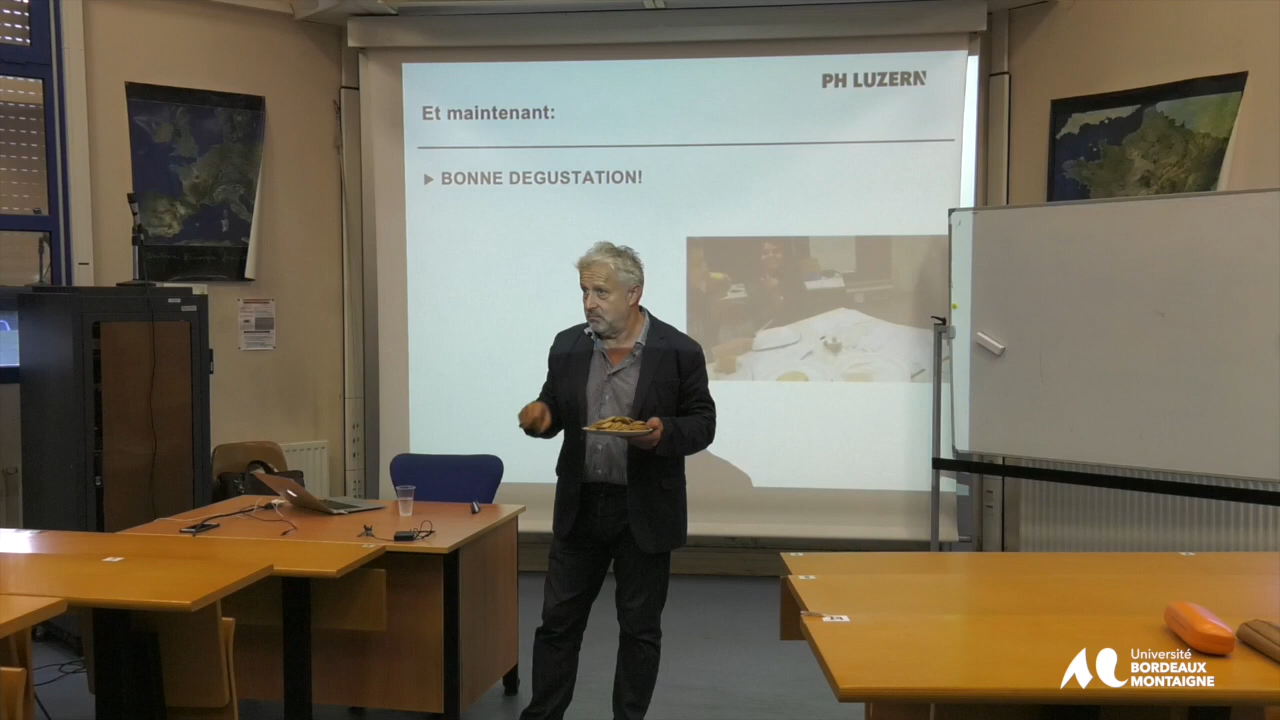 PH LUZERN
Et maintenant:
BONNE DEGUSTATION!
Université
BORDEAUX
MONTAIGNE